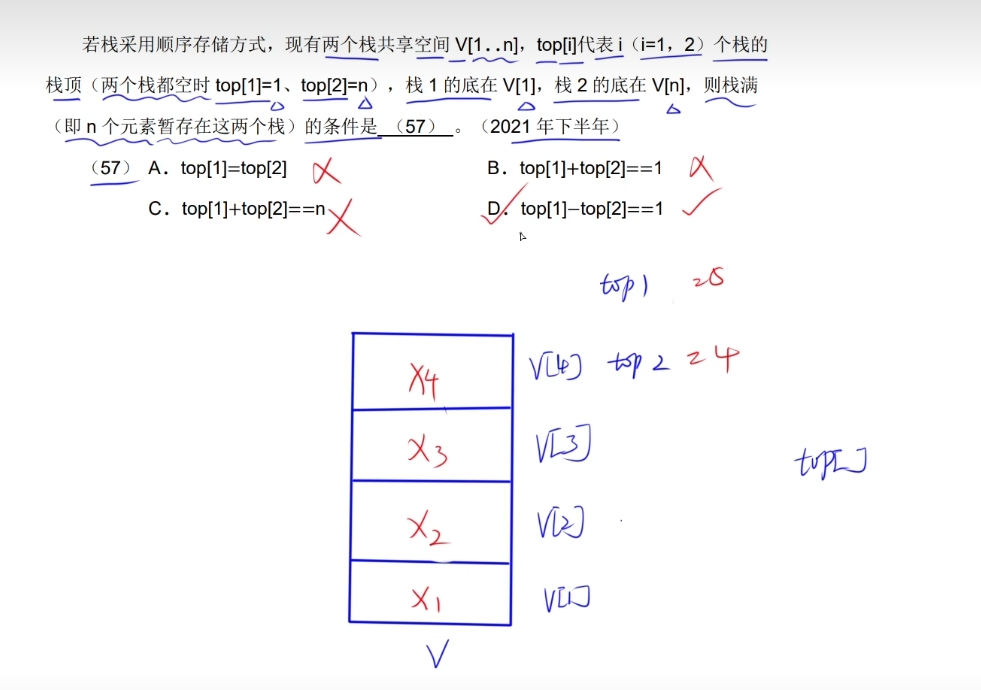 若栈采用顺序存储方式，现有两个栈共享空间 V[1..n]，top[i]代表 i（i=1，2）个栈的
栈顶（两个栈都空时 top[1]=1、top[2]=n），栈 1 的底在 V[1]，栈 2 的底在 V[n]，则栈满
（即 n 个元素暂存在这两个栈）的条件是 （57） 。（2021 年下半年）
（57） A．top[1]=top[2] B．top[1]+top[2]==1
C．top[1]+top[2]==n D．top[1]−top[2]==1
top1 =5
X4 V[4] top2 =4
X3 V[3]
top[]
X2 V[2]
X1 V[1]
V